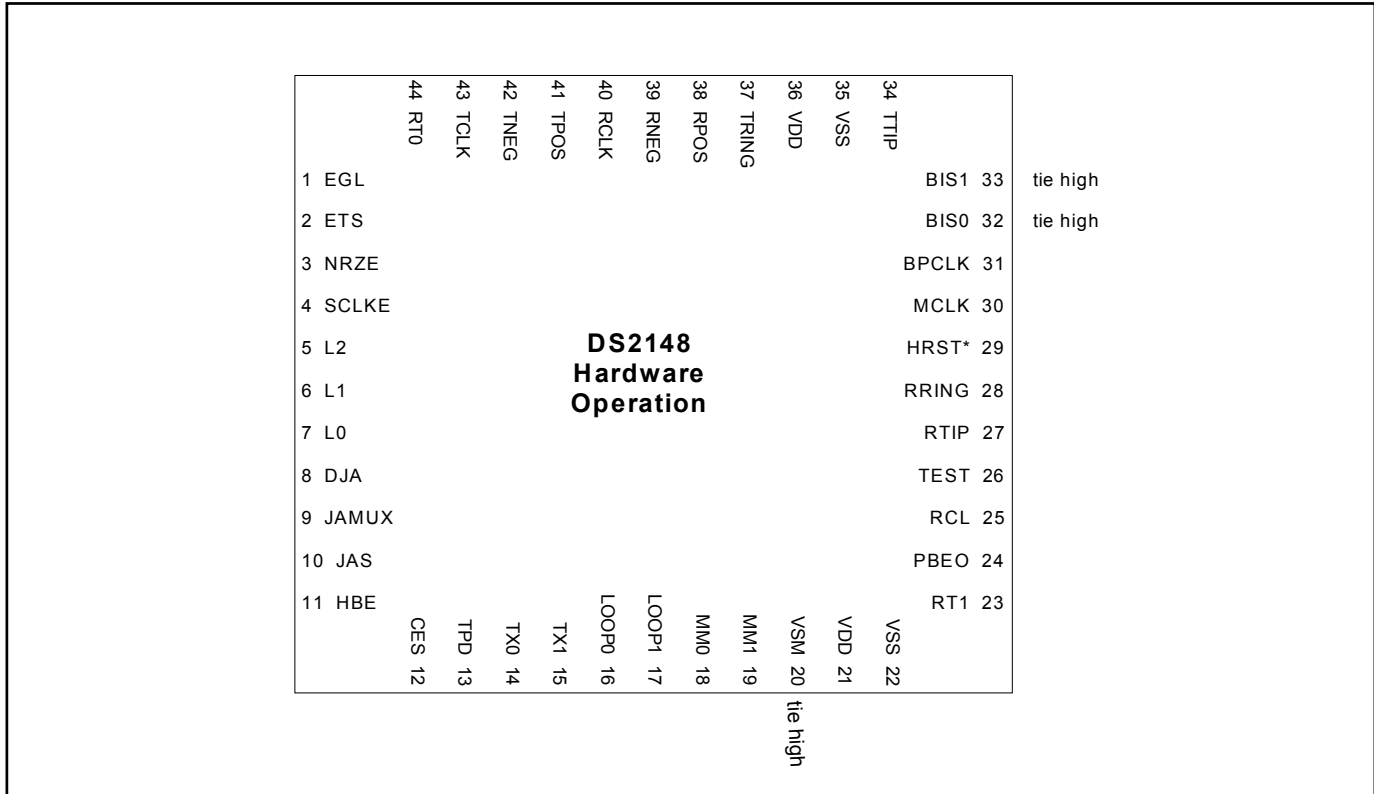 44 RT0
43 TCLK
42 TNEG
41 TPOS
40 RCLK
39 RNEG
38 RPOS
37 TRING
36 VDD
35 VSS
34 TTIP
1 EGL
2 ETS
3 NRZE
4 SCLKE
5 L2
6 L1
7 L0
8 DJA
9 JAMUX
10 JAS
11 HBE
DS2148
Hardware
Operation
BIS1 33 tie high
BIS0 32 tie high
BPCLK 31
MCLK 30
HRST* 29
RRING 28
RTIP 27
TEST 26
RCL 25
PBEO 24
RT1 23
CES 12
TPD 13
TX0 14
TX1 15
LOOP0 16
LOOP1 17
MM0 18
MM1 19
VSM 20 tie high
VDD 21
VSS 22